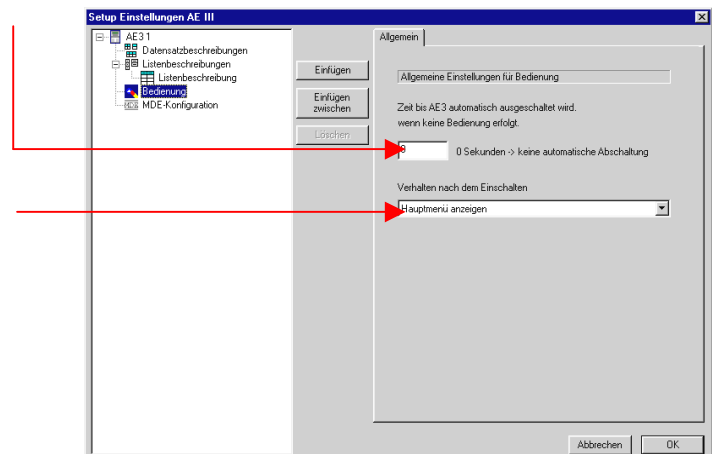 Setup Einstellungen AE III
AE3 1
Datensatzbeschreibungen
Listenbeschreibungen
Listenbeschreibung
Bedienung
MDE-Konfiguration
Einfügen
Einfügen
zwischen
Löschen
Allgemein
Allgemeine Einstellungen für Bedienung
Zeit bis AE3 automatisch ausgeschaltet wird.
wenn keine Bedienung erfolgt.
0 Sekunden -> keine automatische Abschaltung
Verhalten nach dem Einschalten
Hauptmenü anzeigen
Abbrechen
OK